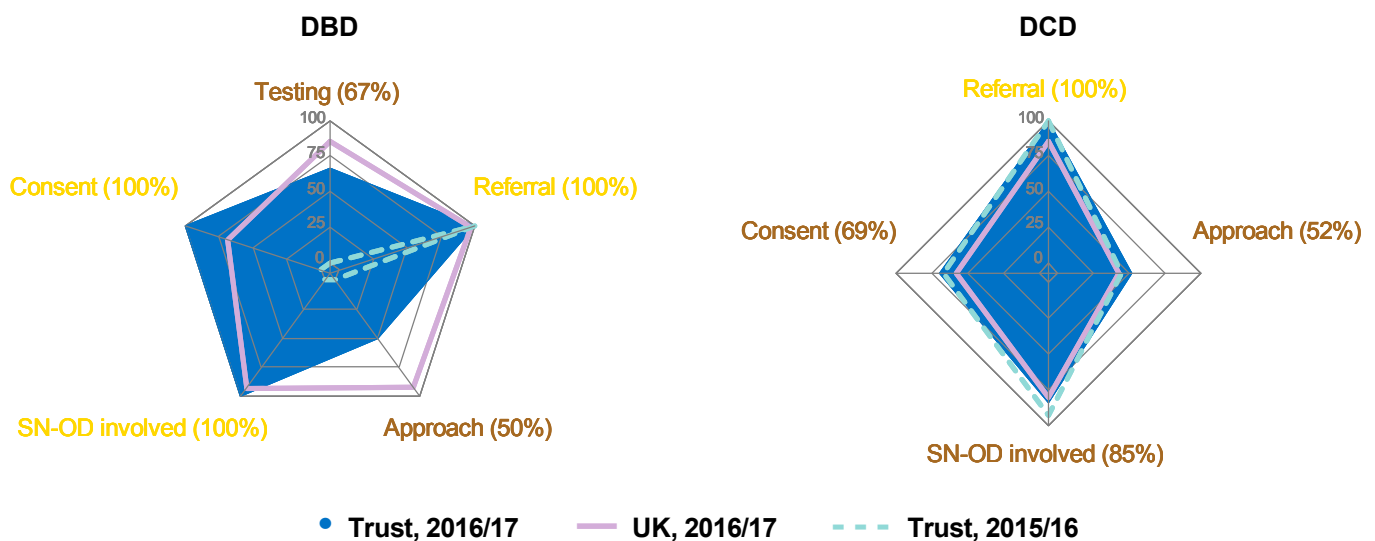 DBD
Testing (67%)
100
75
50
25
0
Consent (100%)
Referral (100%)
SN-OD involved (100%)
Approach (50%)
DCD
Referral (100%)
100
75
50
25
0
Consent (69%)
Approach (52%)
SN-OD involved (85%)
Trust, 2016/17
UK, 2016/17
Trust, 2015/16